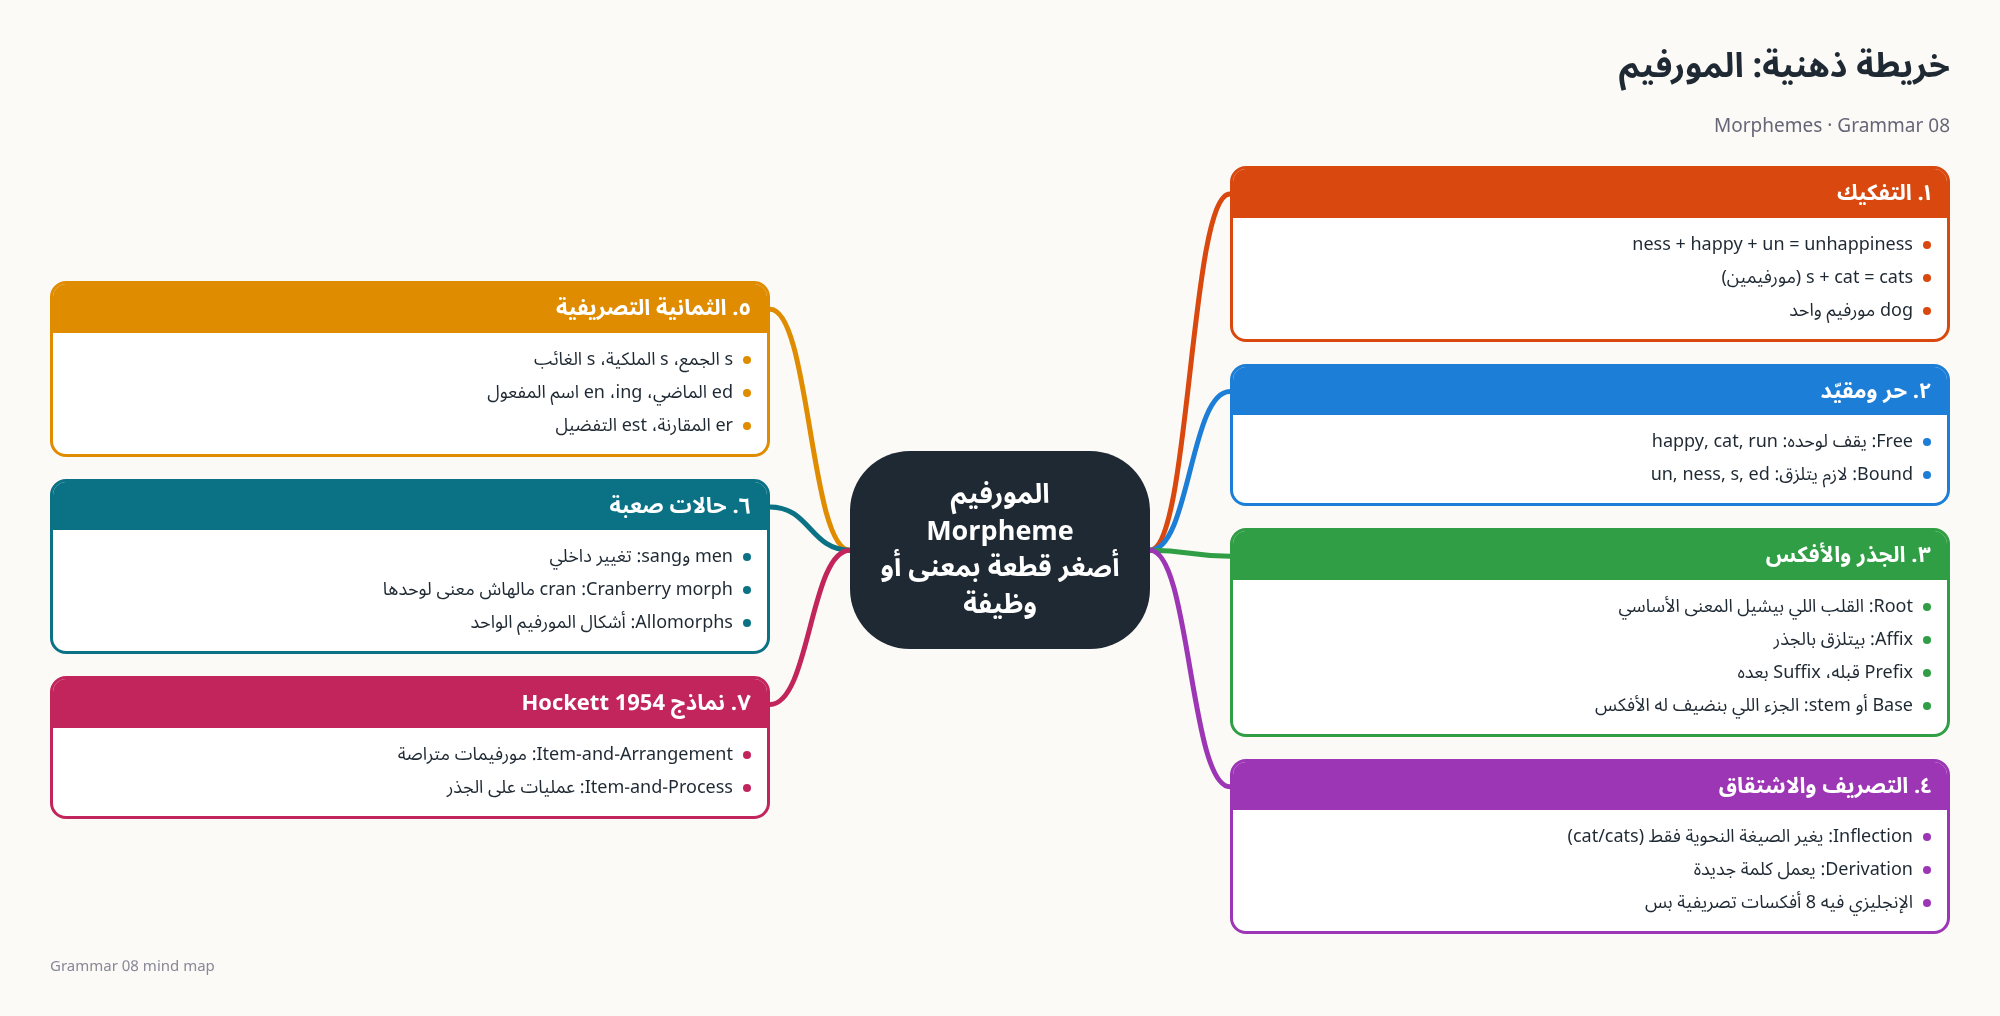 خريطة ذهنية: المورفيم
Morphemes · Grammar 08
١. التفكيك
ness + happy + un = unhappiness
s + cat = cats (مورفيمين)
dog مورفيم واحد
٢. حر ومقيّد
Free: يقف لوحده: happy, cat, run
Bound: لازم يتلزق: un, ness, s, ed
٣. الجذر والأفكس
Root: القلب اللي بيشيل المعنى الأساسي
Affix: بيتلزق بالجذر
Prefix قبله، Suffix بعده
Base أو stem: الجزء اللي بنضيف له الأفكس
٤. التصريف والاشتقاق
Inflection: يغير الصيغة النحوية فقط (cat/cats)
Derivation: يعمل كلمة جديدة
الإنجليزي فيه 8 أفكسات تصريفية بس
المورفيم
Morpheme
أصغر قطعة بمعنى أو
وظيفة
٥. الثمانية التصريفية
s الجمع، s الملكية، s الغائب
ed الماضي، ing، en اسم المفعول
er المقارنة، est التفضيل
٦. حالات صعبة
men وsang: تغيير داخلي
Cranberry morph: cran مالهاش معنى لوحدها
Allomorphs: أشكال المورفيم الواحد
٧. نماذج Hockett 1954
Item-and-Arrangement: مورفيمات متراصة
Item-and-Process: عمليات على الجذر
Grammar 08 mind map